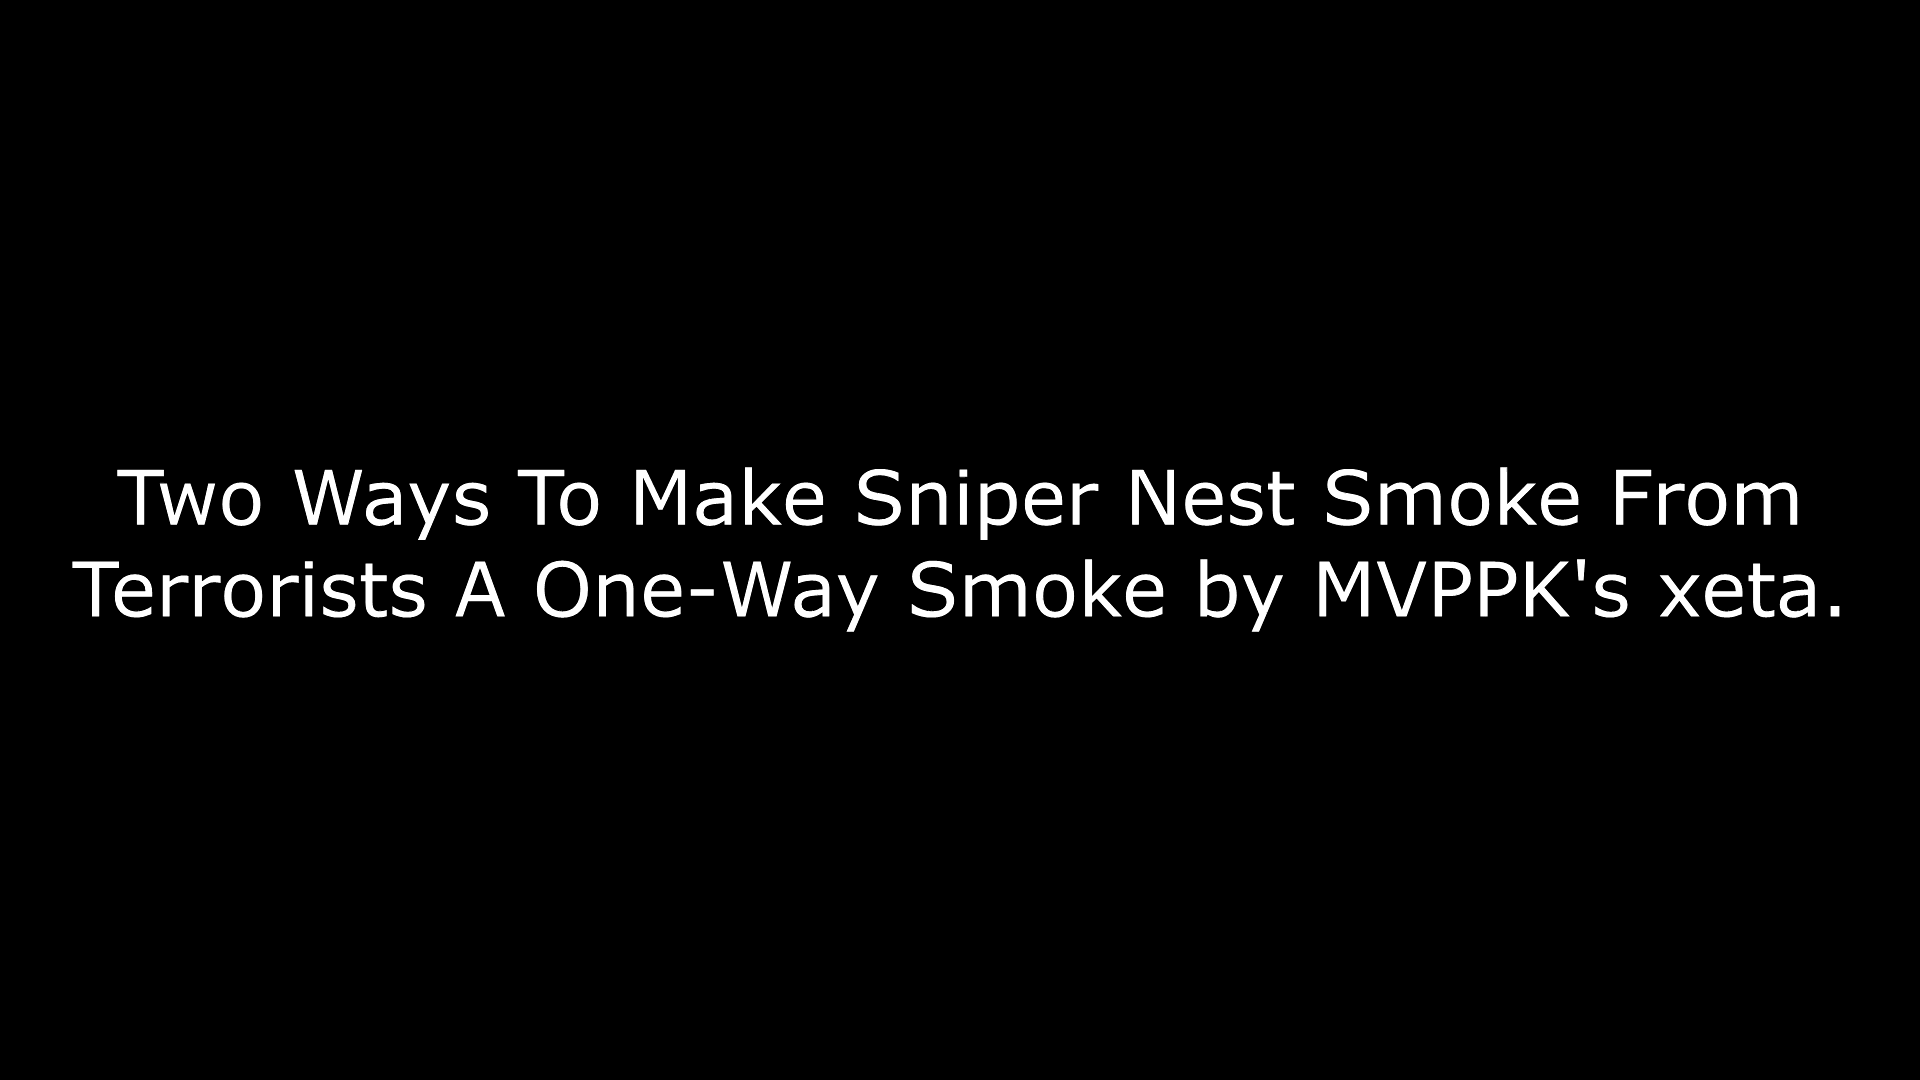 Two Ways To Make Sniper Nest Smoke From
Terrorists A One-Way Smoke by MVPPK's xeta.